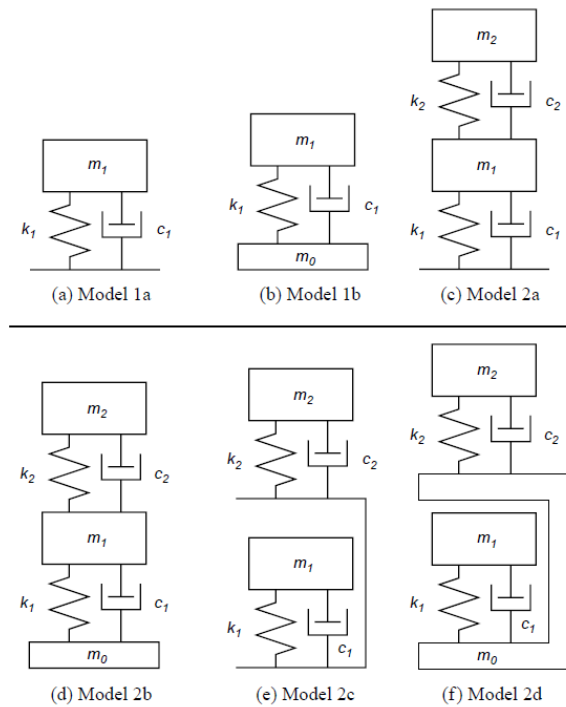 m₂
k₂
c₂
m₁
m₁
m₁
k₁
c₁
k₁
c₁
k₁
c₁
m₀
(a) Model 1a
(b) Model 1b
(c) Model 2a
m₂
m₂
m₂
k₂
c₂
k₂
c₂
k₂
c₂
m₁
m₁
m₁
k₁
c₁
k₁
c₁
k₁
c₁
m₀
m₀
(d) Model 2b
(e) Model 2c
(f) Model 2d